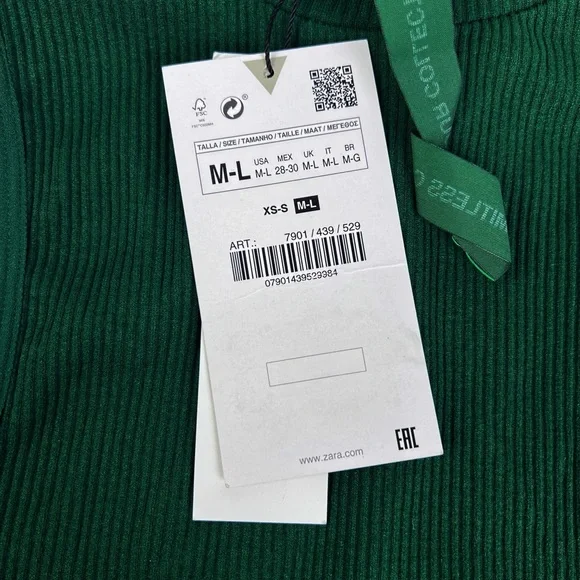 FSC
TALLA / SIZE / TAMANHO / TAILLE / MAAT / ΜΕΓΕΘΟΣ
M-L USA MEX UK IT BR
M-L 28-30 M-L M-L M-G
XS-S M-L
ART.: 7901 / 439 / 529
www.zara.com
EAC